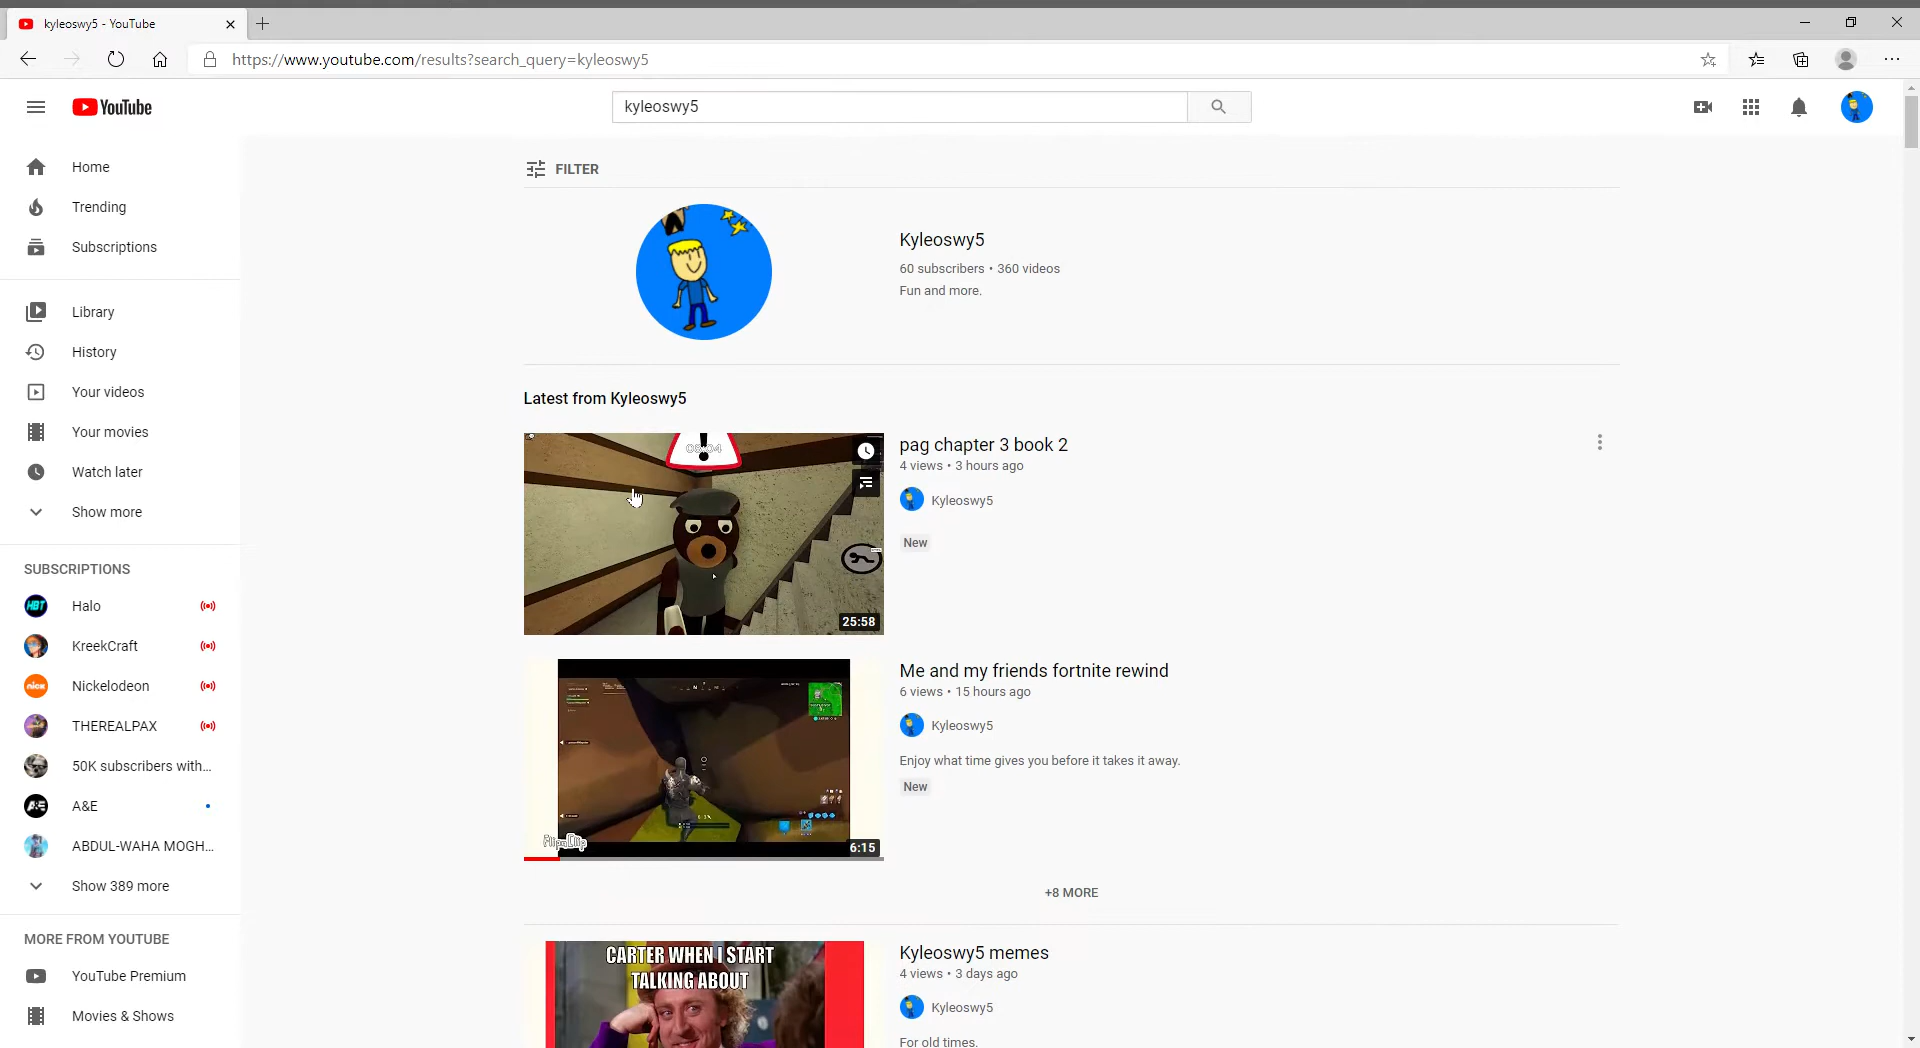 kyleoswy5 - YouTube
https://www.youtube.com/results?search_query=kyleoswy5
YouTube
kyleoswy5
Home
Trending
Subscriptions
Library
History
Your videos
Your movies
Watch later
Show more
SUBSCRIPTIONS
HBT
Halo
KreekCraft
nick
Nickelodeon
THEREALPAX
50K subscribers with...
A&E
A&E
ABDUL-WAHA MOGH...
Show 389 more
MORE FROM YOUTUBE
YouTube Premium
Movies & Shows
FILTER
Kyleoswy5
60 subscribers • 360 videos
Fun and more.
Latest from Kyleoswy5
25:58
pag chapter 3 book 2
4 views • 3 hours ago
Kyleoswy5
New
FlipaClip
6:15
Me and my friends fortnite rewind
6 views • 15 hours ago
Kyleoswy5
Enjoy what time gives you before it takes it away.
New
+8 MORE
CARTER WHEN I START
TALKING ABOUT
Kyleoswy5 memes
4 views • 3 days ago
Kyleoswy5
For old times.